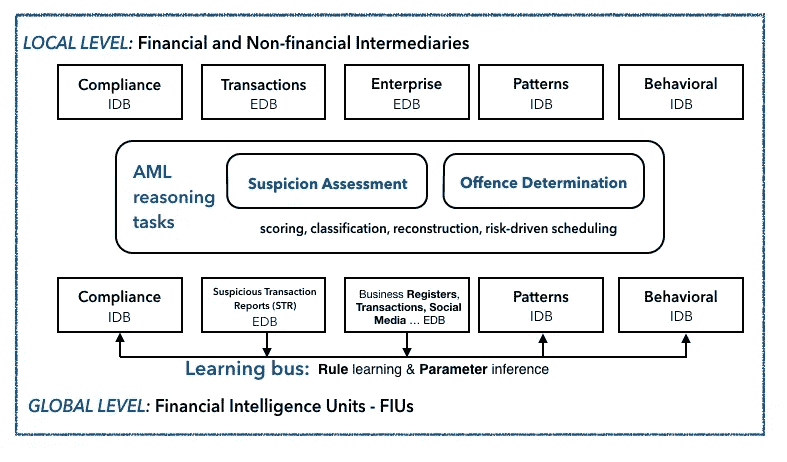 LOCAL LEVEL: Financial and Non-financial Intermediaries
Compliance
IDB
Transactions
EDB
Enterprise
EDB
Patterns
IDB
Behavioral
IDB
AML
reasoning
tasks
Suspicion Assessment
Offence Determination
scoring, classification, reconstruction, risk-driven scheduling
Compliance
IDB
Suspicious Transaction
Reports (STR)
EDB
Business Registers,
Transactions, Social
Media ... EDB
Patterns
IDB
Behavioral
IDB
Learning bus: Rule learning & Parameter inference
GLOBAL LEVEL: Financial Intelligence Units - FIUs